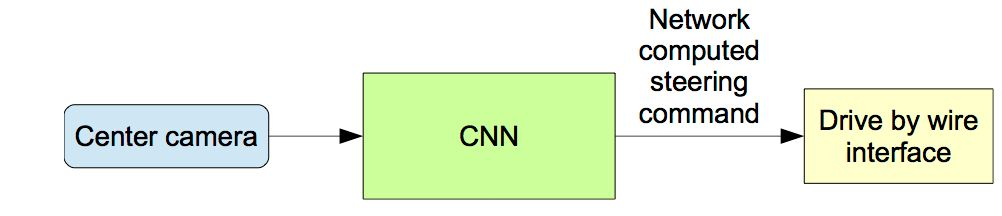 Center camera
CNN
Network
computed
steering
command
Drive by wire
interface